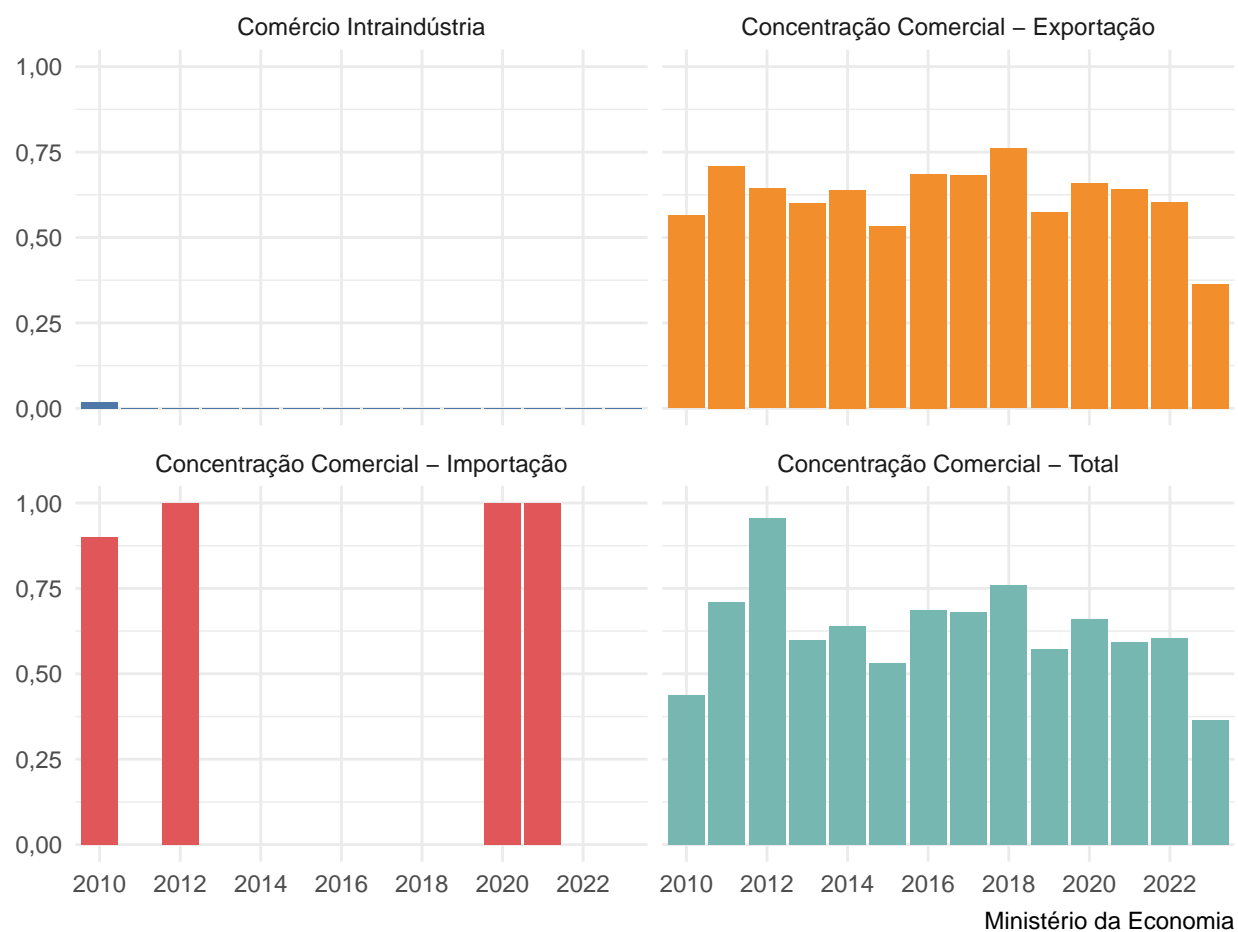 Comércio Intraindústria
Concentração Comercial – Exportação
1,00
0,75
0,50
0,25
0,00
Concentração Comercial – Importação
Concentração Comercial – Total
1,00
0,75
0,50
0,25
0,00
2010 2012 2014 2016 2018 2020 2022
2010 2012 2014 2016 2018 2020 2022
Ministério da Economia